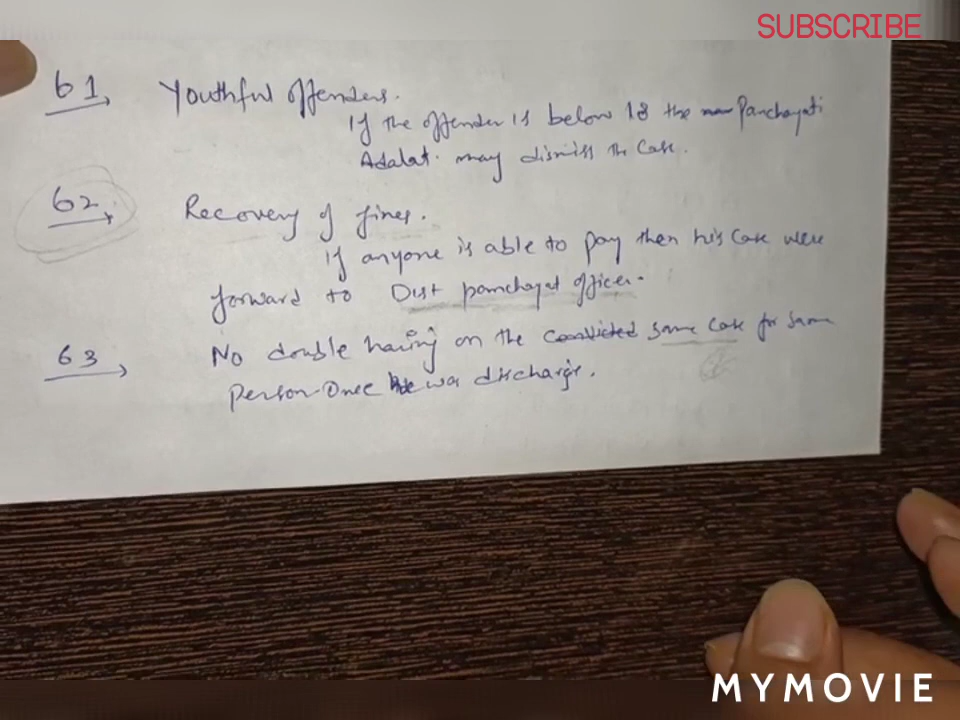 SUBSCRIBE
61 Youthful offenders.
If the offender is below 18 the Panchayati
Adalat. may dismiss the case.
62 Recovery of fines.
If anyone is able to pay then his case were
forward to Dist panchayat officer.
63 No double having on the convicted same case for same
person once he was discharge.
MYMOVIE